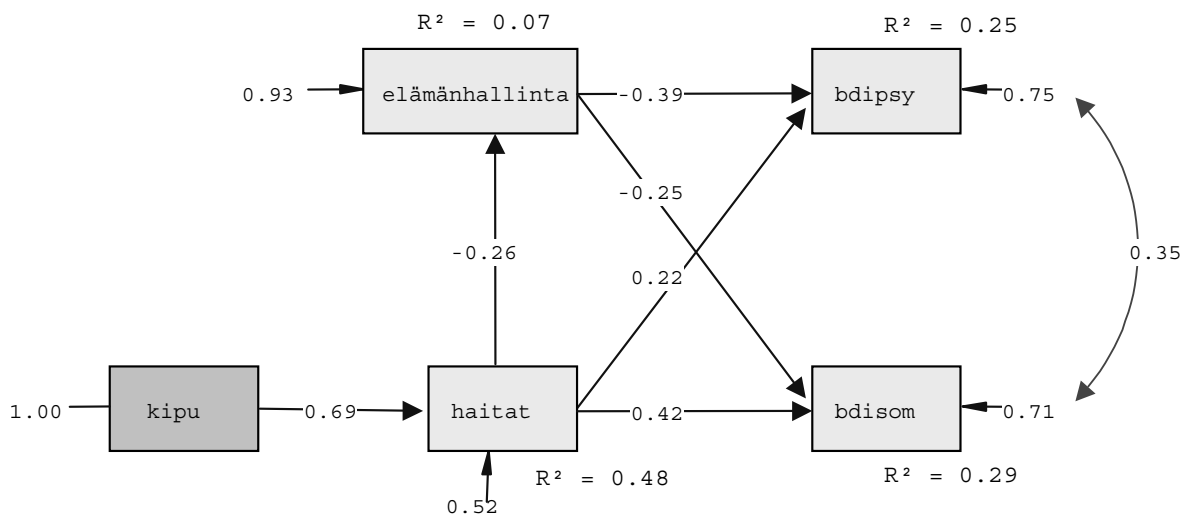 R² = 0.07
R² = 0.25
0.93
elämänhallinta
-0.39
bdipsy
0.75
-0.25
-0.26
0.22
0.35
1.00
kipu
0.69
haitat
0.42
bdisom
0.71
R² = 0.48
R² = 0.29
0.52